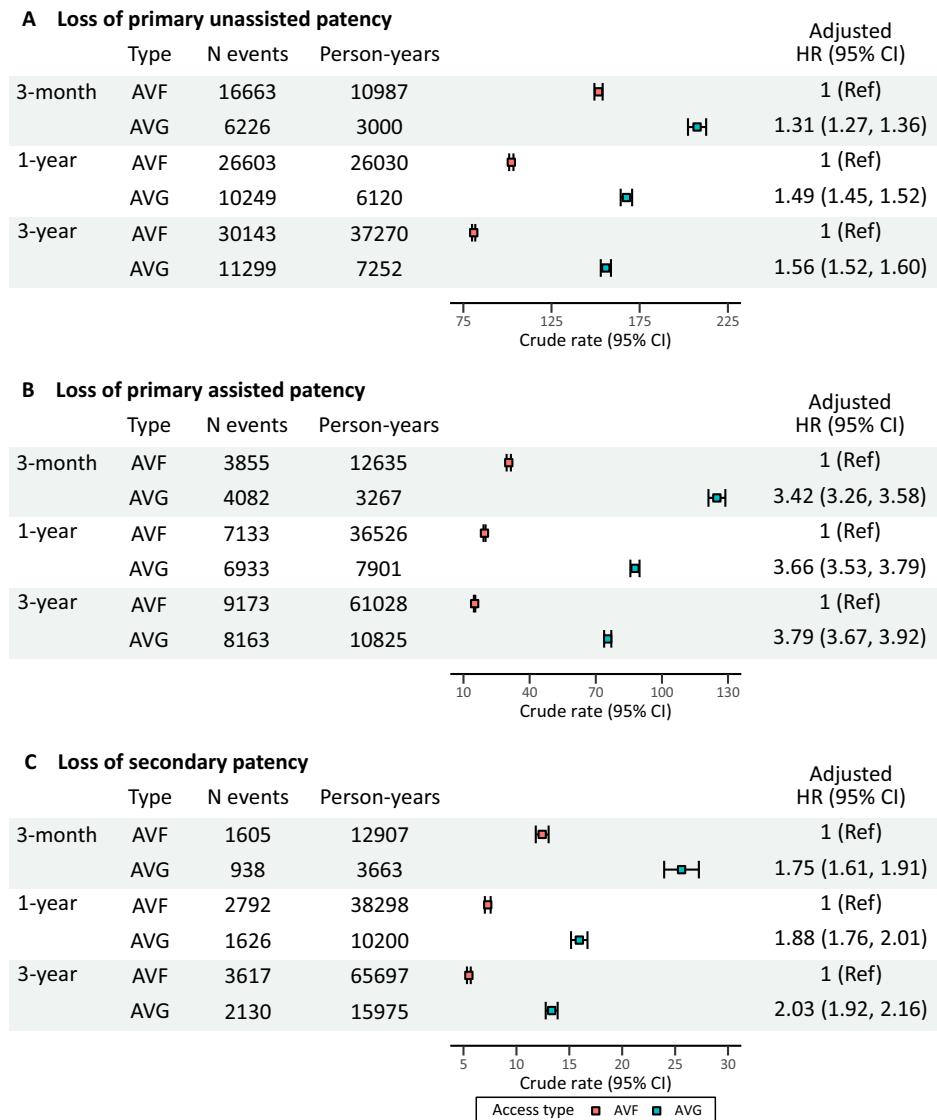 A Loss of primary unassisted patency
Type N events Person-years Adjusted HR (95% CI)
3-month AVF 16663 10987 1 (Ref)
AVG 6226 3000 1.31 (1.27, 1.36)
1-year AVF 26603 26030 1 (Ref)
AVG 10249 6120 1.49 (1.45, 1.52)
3-year AVF 30143 37270 1 (Ref)
AVG 11299 7252 1.56 (1.52, 1.60)
75 125 175 225
Crude rate (95% CI)
B Loss of primary assisted patency
Type N events Person-years Adjusted HR (95% CI)
3-month AVF 3855 12635 1 (Ref)
AVG 4082 3267 3.42 (3.26, 3.58)
1-year AVF 7133 36526 1 (Ref)
AVG 6933 7901 3.66 (3.53, 3.79)
3-year AVF 9173 61028 1 (Ref)
AVG 8163 10825 3.79 (3.67, 3.92)
10 40 70 100 130
Crude rate (95% CI)
C Loss of secondary patency
Type N events Person-years Adjusted HR (95% CI)
3-month AVF 1605 12907 1 (Ref)
AVG 938 3663 1.75 (1.61, 1.91)
1-year AVF 2792 38298 1 (Ref)
AVG 1626 10200 1.88 (1.76, 2.01)
3-year AVF 3617 65697 1 (Ref)
AVG 2130 15975 2.03 (1.92, 2.16)
5 10 15 20 25 30
Crude rate (95% CI)
Access type AVF AVG